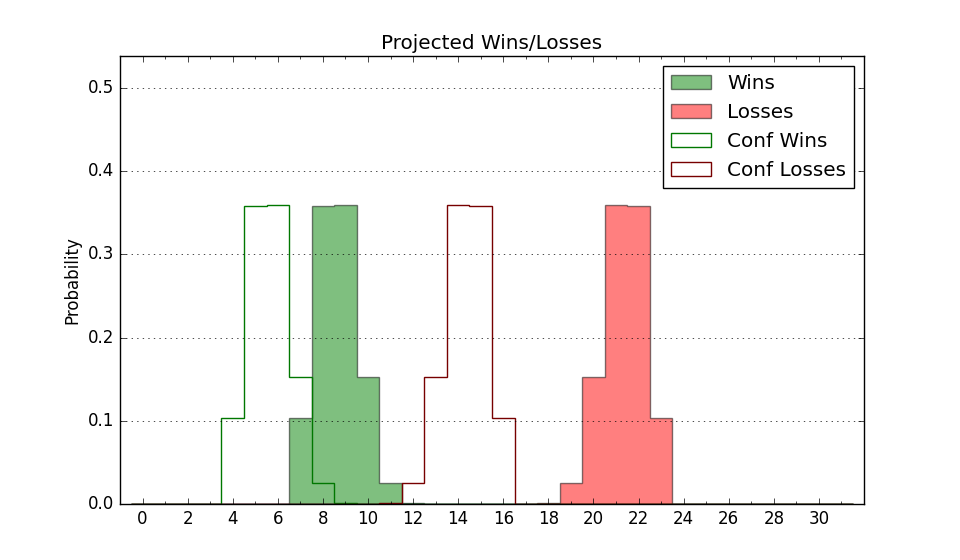 Projected Wins/Losses
Wins
Losses
Conf Wins
Conf Losses
Probability
0.5
0.4
0.3
0.2
0.1
0.0
0 2 4 6 8 10 12 14 16 18 20 22 24 26 28 30